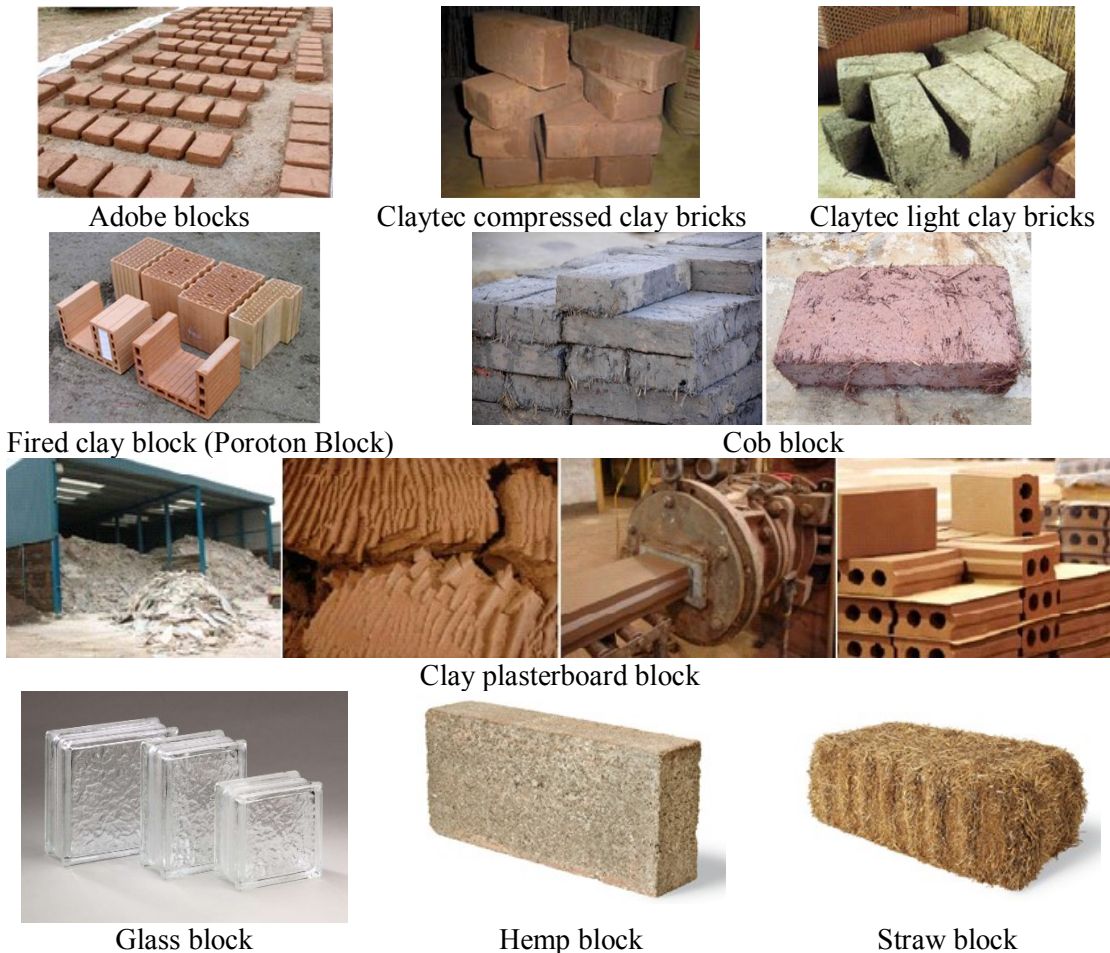 Adobe blocks
Claytec compressed clay bricks
Claytec light clay bricks
Fired clay block (Poroton Block)
Cob block
Clay plasterboard block
Glass block
Hemp block
Straw block